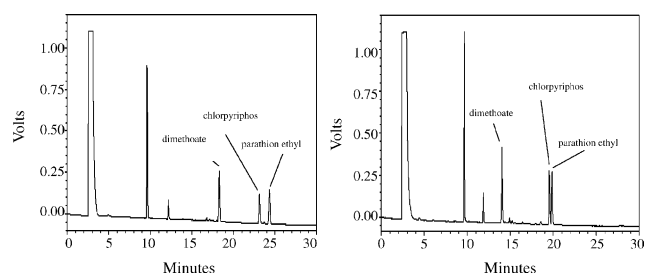 1.00
0.75
0.50
0.25
0.00
Volts
chlorpyriphos
dimethoate
parathion ethyl
0 5 10 15 20 25 30
Minutes
1.00
0.75
0.50
0.25
0.00
Volts
chlorpyriphos
dimethoate
parathion ethyl
0 5 10 15 20 25 30
Minutes